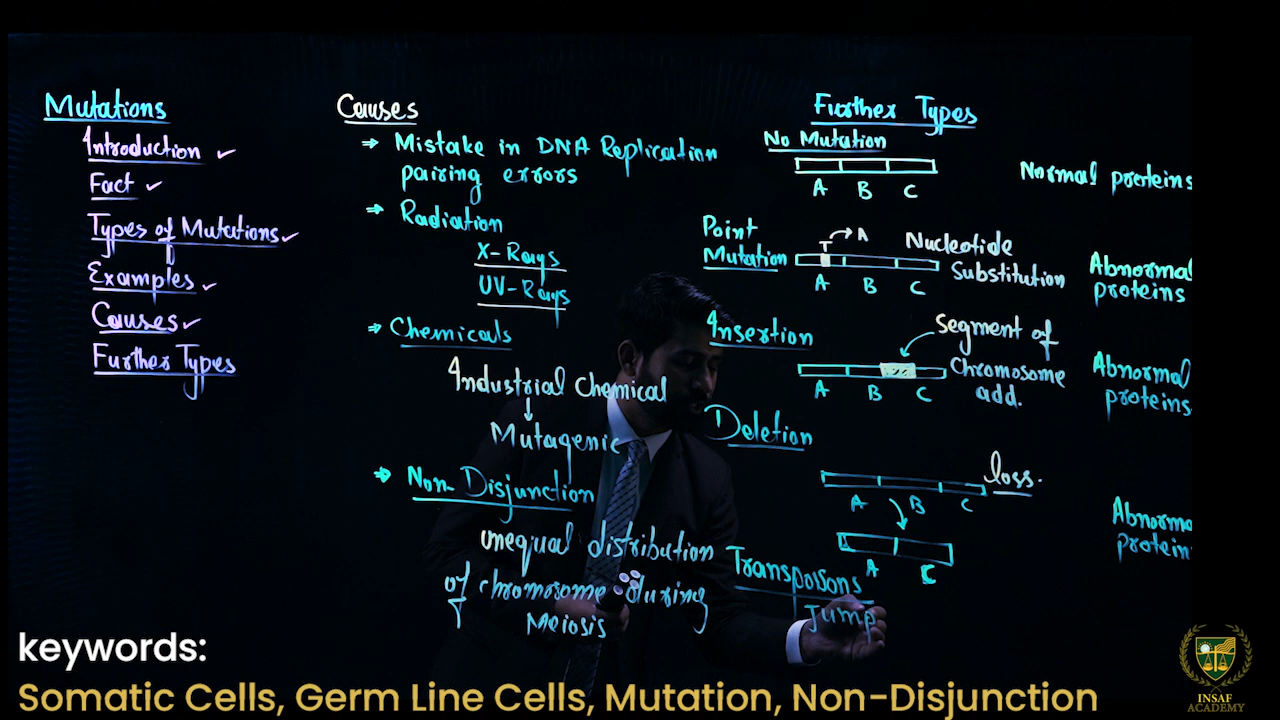 Mutations
Introduction
Fact
Types of Mutations
Examples
Causes
Further Types
Causes
Mistake in DNA Replication
pairing errors
Radiation
X-Rays
UV-Rays
Chemicals
Industrial Chemical
Mutagenic
Non-Disjunction
unequal distribution
of chromosome during
Meiosis
Further Types
No Mutation
A B C
Normal proteins
Point
Mutation
T → A
Nucleotide
Substitution
A B C
Abnormal
proteins
Insertion
Segment of
Chromosome
add.
A B C
Abnormal
proteins
Deletion
loss.
A B C
A C
Abnorma
protein
Transposons
Jump
keywords:
Somatic Cells, Germ Line Cells, Mutation, Non-Disjunction
INSAF
ACADEMY